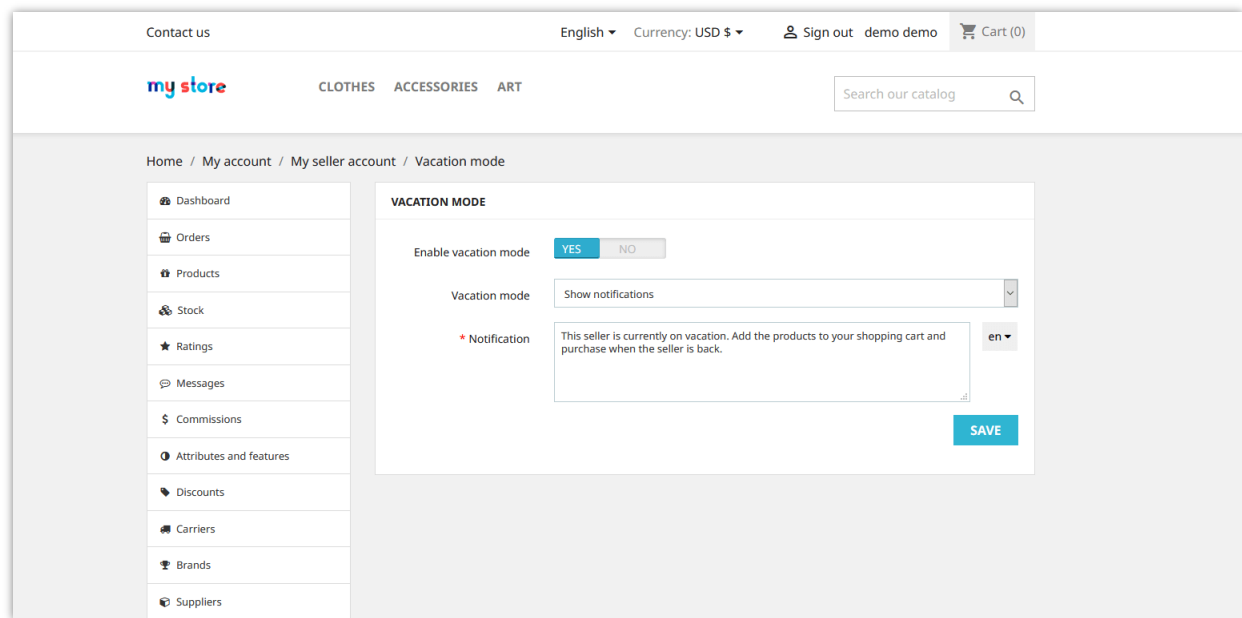 Contact us English Currency: USD $ Sign out demo demo Cart (0)
my store CLOTHES ACCESSORIES ART Search our catalog
Home / My account / My seller account / Vacation mode
Dashboard
Orders
Products
Stock
Ratings
Messages
Commissions
Attributes and features
Discounts
Carriers
Brands
Suppliers
VACATION MODE
Enable vacation mode YES NO
Vacation mode Show notifications
* Notification This seller is currently on vacation. Add the products to your shopping cart and en
purchase when the seller is back.
SAVE